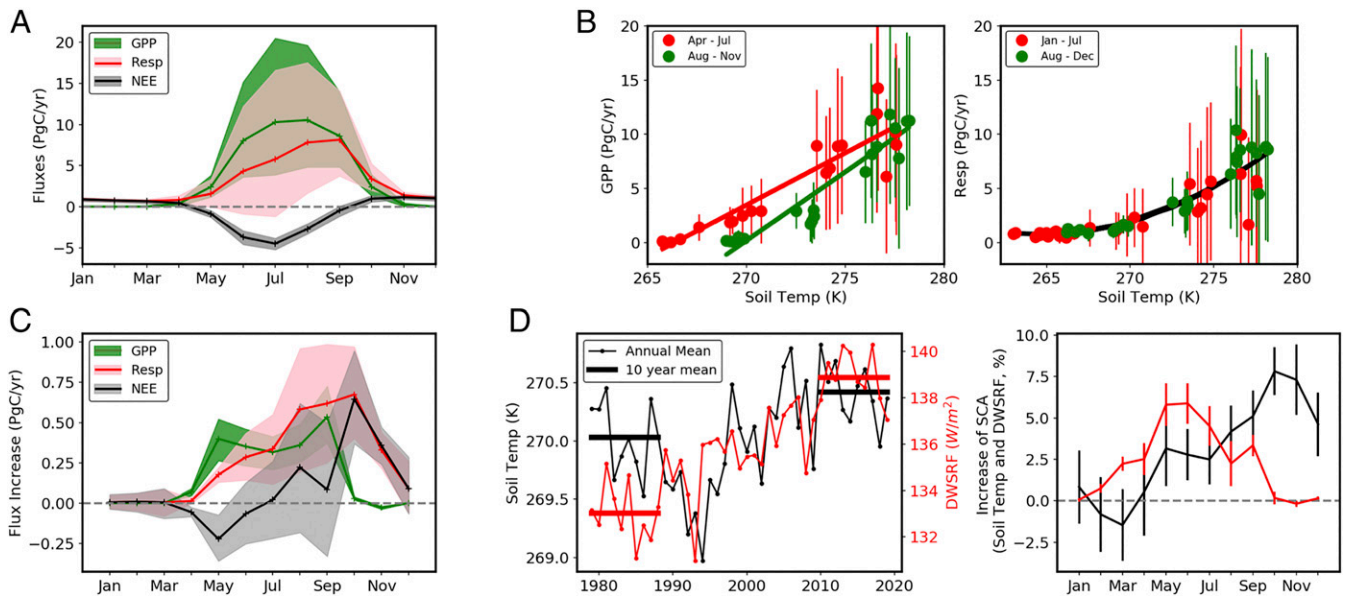 A
Fluxes (PgC/yr)
20
15
10
5
0
−5
GPP
Resp
NEE
Jan
Mar
May
Jul
Sep
Nov
B
GPP (PgC/yr)
20
15
10
5
0
Apr - Jul
Aug - Nov
265
270
275
280
Soil Temp (K)
Resp (PgC/yr)
20
15
10
5
0
Jan - Jul
Aug - Dec
265
270
275
280
Soil Temp (K)
C
Flux Increase (PgC/yr)
1.00
0.75
0.50
0.25
0.00
−0.25
GPP
Resp
NEE
Jan
Mar
May
Jul
Sep
Nov
D
Soil Temp (K)
270.5
270.0
269.5
269.0
Annual Mean
10 year mean
140
138
136
134
132
DWSRF (W/m²)
1980
1990
2000
2010
2020
Increase of SCA
(Soil Temp and DWSRF, %)
10.0
7.5
5.0
2.5
0.0
−2.5
Jan
Mar
May
Jul
Sep
Nov